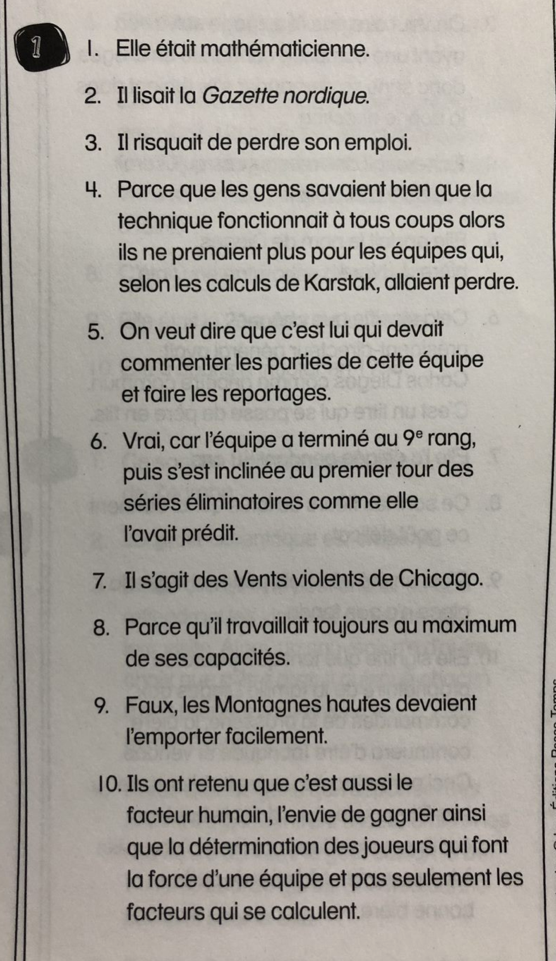 1
1. Elle était mathématicienne.
2. Il lisait la Gazette nordique.
3. Il risquait de perdre son emploi.
4. Parce que les gens savaient bien que la
technique fonctionnait à tous coups alors
ils ne prenaient plus pour les équipes qui,
selon les calculs de Karstak, allaient perdre.
5. On veut dire que c'est lui qui devait
commenter les parties de cette équipe
et faire les reportages.
6. Vrai, car l'équipe a terminé au 9e rang,
puis s'est inclinée au premier tour des
séries éliminatoires comme elle
l'avait prédit.
7. Il s'agit des Vents violents de Chicago.
8. Parce qu'il travaillait toujours au maximum
de ses capacités.
9. Faux, les Montagnes hautes devaient
l'emporter facilement.
10. Ils ont retenu que c'est aussi le
facteur humain, l'envie de gagner ainsi
que la détermination des joueurs qui font
la force d'une équipe et pas seulement les
facteurs qui se calculent.